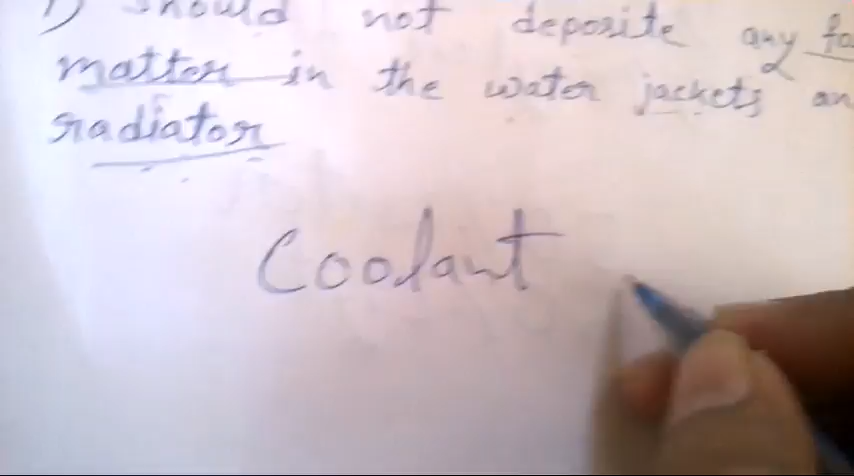 should not deposite any
matter in the water jackets
radiator
Coolant